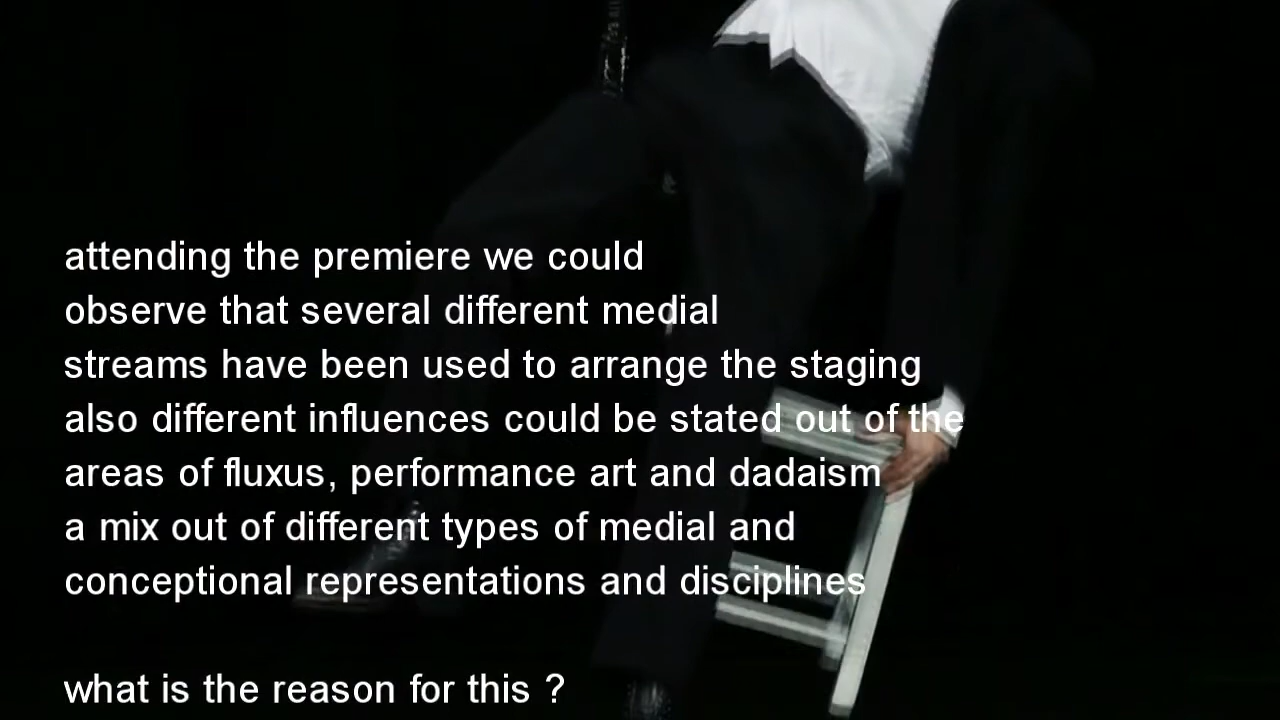 attending the premiere we could
observe that several different medial
streams have been used to arrange the staging
also different influences could be stated out of the
areas of fluxus, performance art and dadaism
a mix out of different types of medial and
conceptional representations and disciplines
what is the reason for this ?